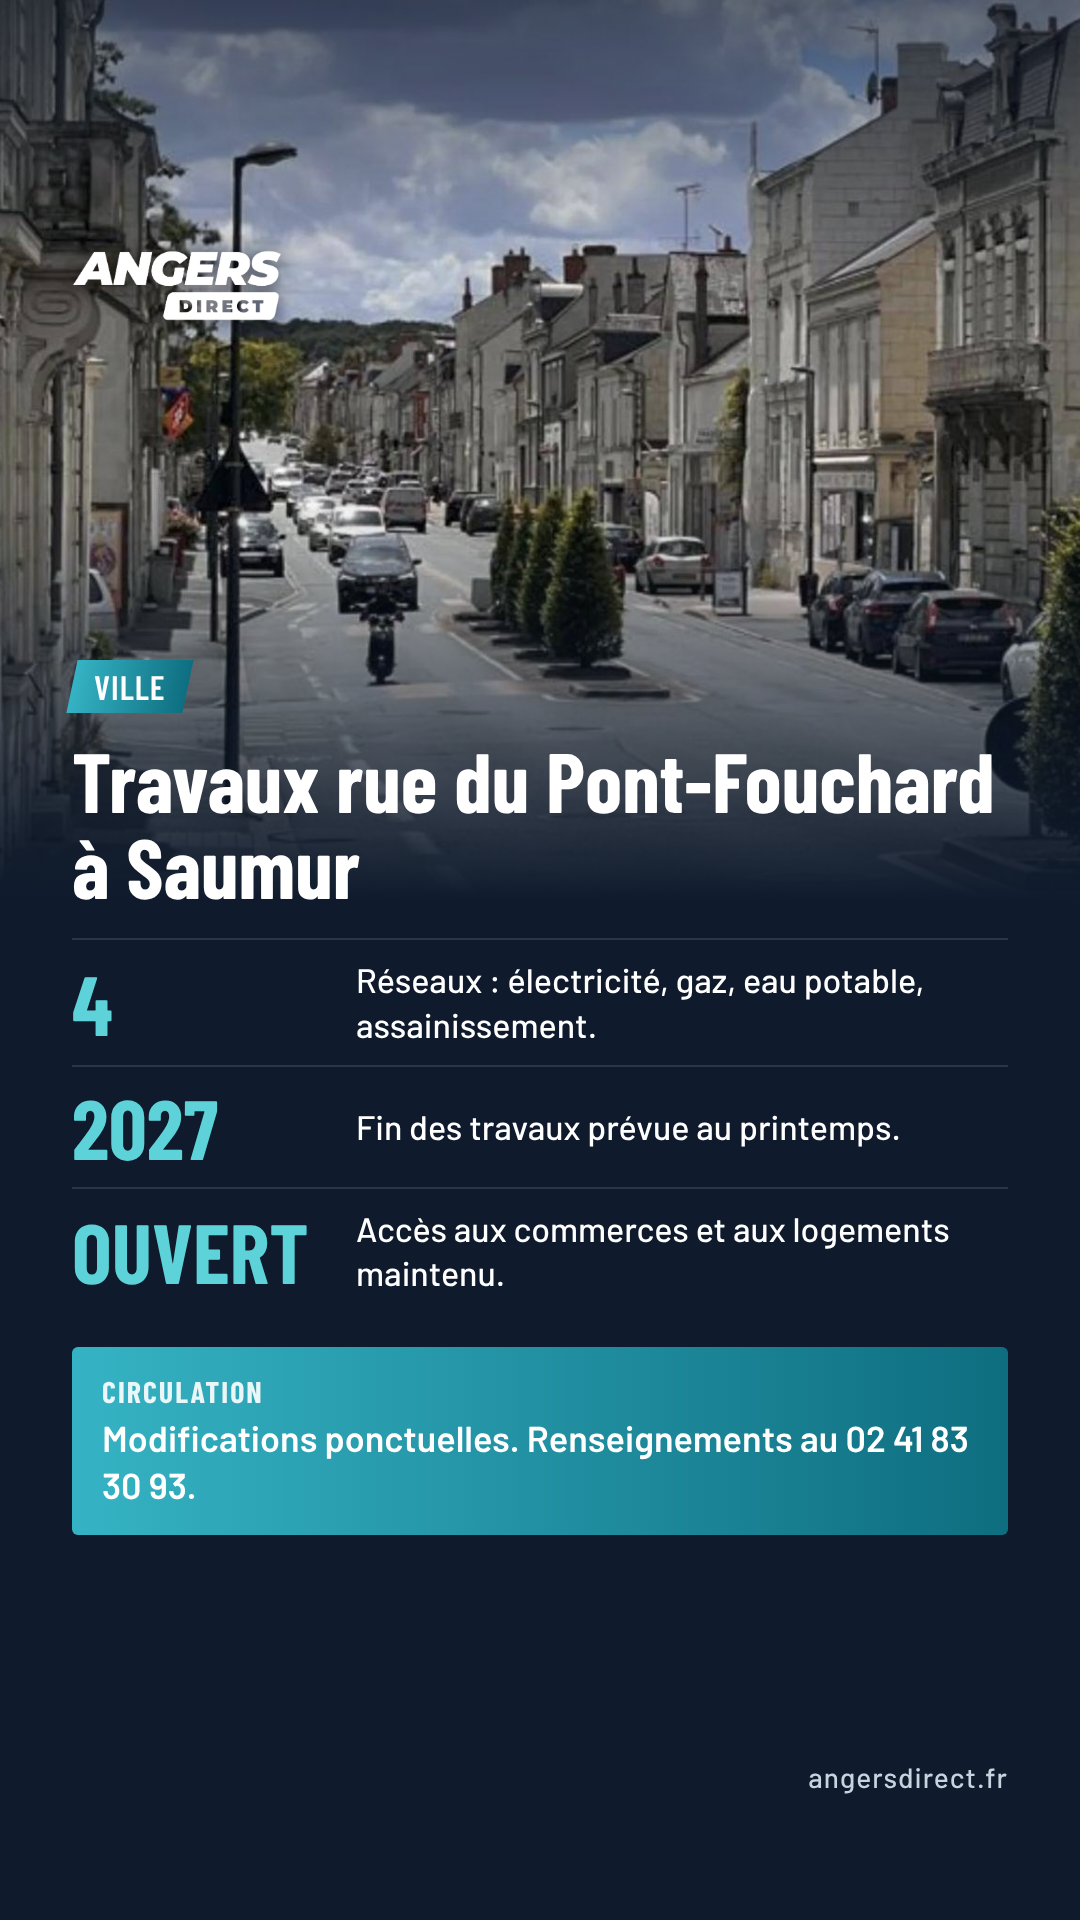 ANGERS
DIRECT
VILLE
Travaux rue du Pont-Fouchard
à Saumur
4
Réseaux : électricité, gaz, eau potable,
assainissement.
2027
Fin des travaux prévue au printemps.
OUVERT
Accès aux commerces et aux logements
maintenu.
CIRCULATION
Modifications ponctuelles. Renseignements au 02 41 83
30 93.
angersdirect.fr